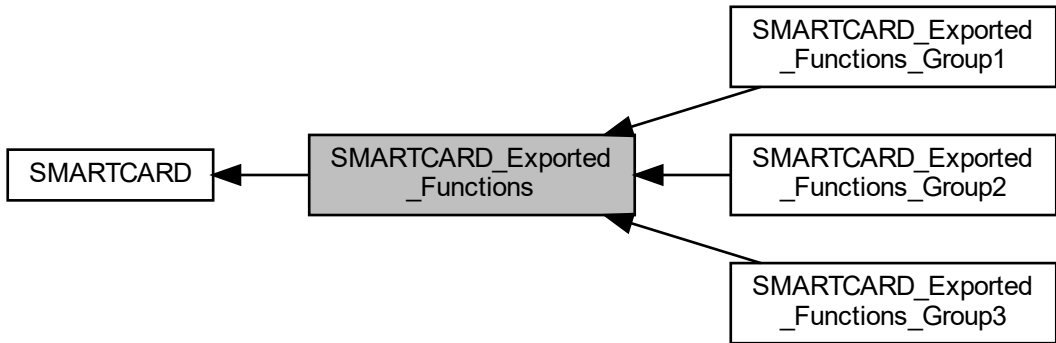 SMARTCARD
SMARTCARD_Exported
_Functions
SMARTCARD_Exported
_Functions_Group1
SMARTCARD_Exported
_Functions_Group2
SMARTCARD_Exported
_Functions_Group3